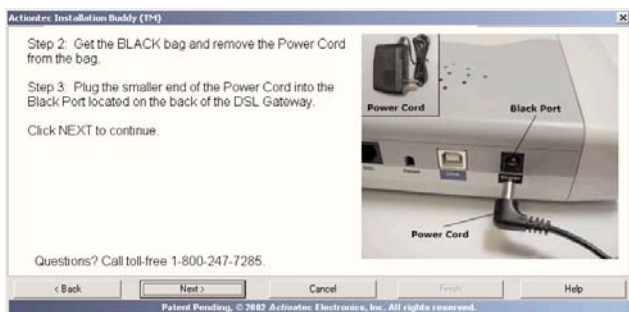 Actiontec Installation Buddy (TM)
Step 2: Get the BLACK bag and remove the Power Cord
from the bag.
Step 3: Plug the smaller end of the Power Cord into the
Black Port located on the back of the DSL Gateway.
Click NEXT to continue.
Power Cord
Black Port
USB
Power
Power Cord
Questions? Call toll-free 1-800-247-7285.
< Back
Next >
Cancel
Finish
Help
Patent Pending, © 2002 Actiontec Electronics, Inc. All rights reserved.